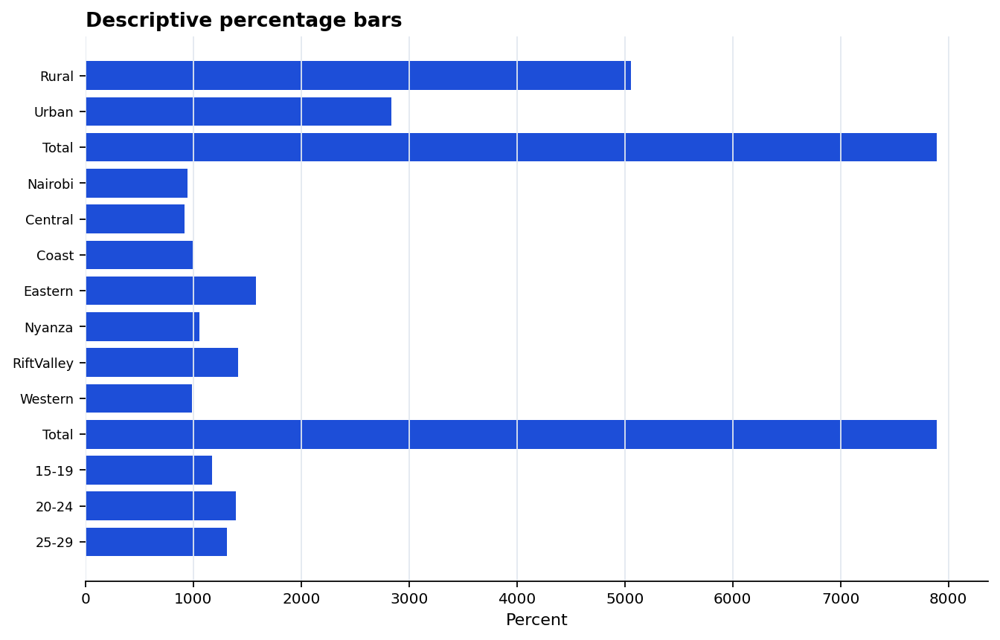 Descriptive percentage bars
Rural
Urban
Total
Nairobi
Central
Coast
Eastern
Nyanza
RiftValley
Western
Total
15-19
20-24
25-29
0 1000 2000 3000 4000 5000 6000 7000 8000
Percent